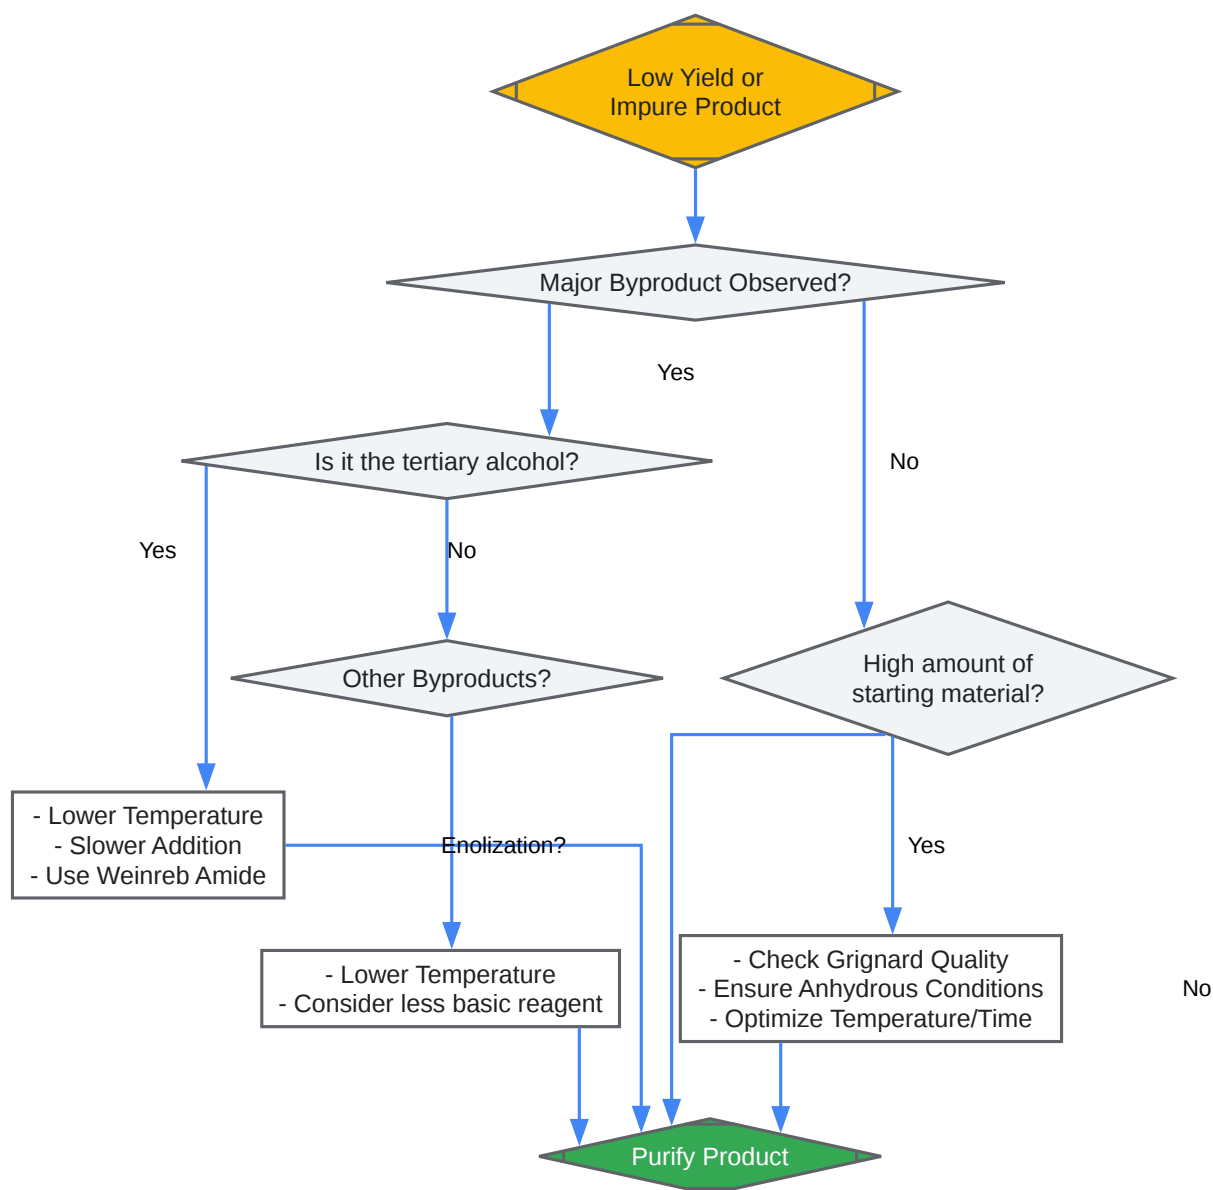 Low Yield or
Impure Product
Major Byproduct Observed?
Yes
Is it the tertiary alcohol?
No
Yes
No
High amount of
starting material?
Other Byproducts?
- Lower Temperature
- Slower Addition
- Use Weinreb Amide
Enolization?
Yes
- Lower Temperature
- Consider less basic reagent
- Check Grignard Quality
- Ensure Anhydrous Conditions
- Optimize Temperature/Time
No
Purify Product